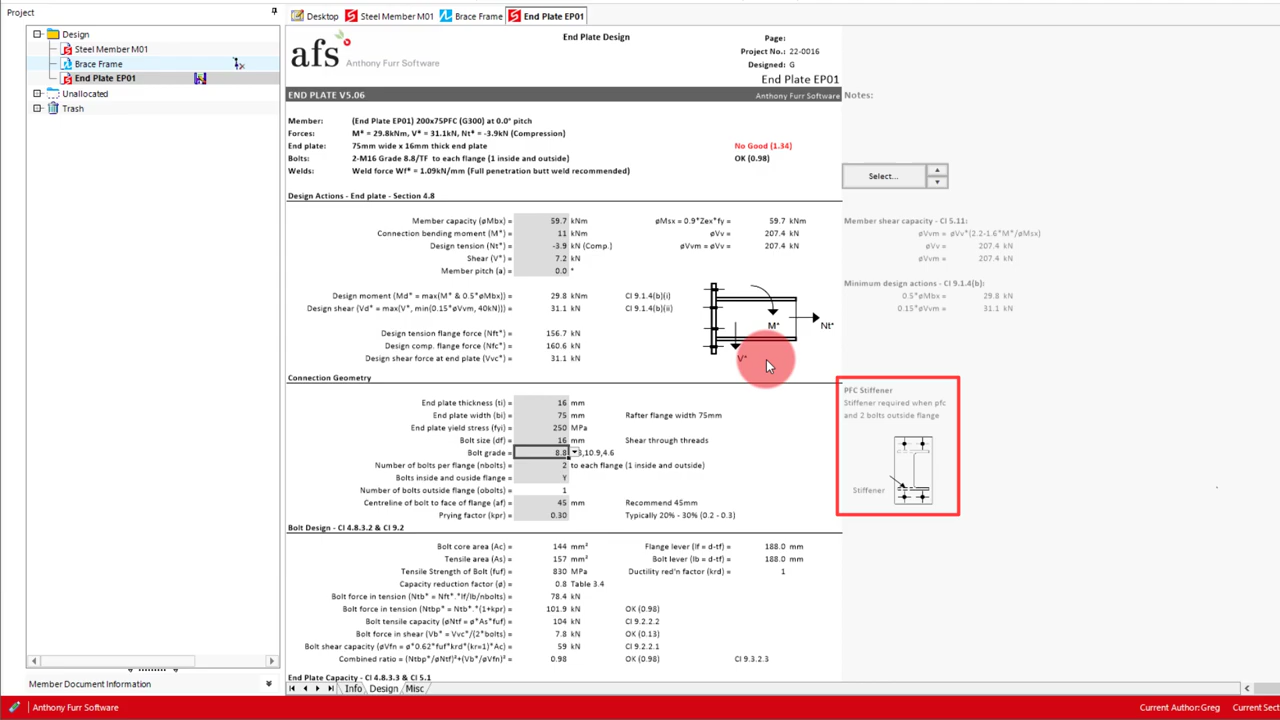 Project
Desktop
Steel Member M01
Brace Frame
End Plate EP01
Design
Steel Member M01
Brace Frame
End Plate EP01
Unallocated
Trash
afs
Anthony Furr Software
End Plate Design
Page:
Project No.: 22-0016
Designed: G
End Plate EP01
END PLATE V5.06
Anthony Furr Software
Notes:
Member: (End Plate EP01) 200x75PFC (G300) at 0.0° pitch
Forces: M* = 29.8kNm, V* = 31.1kN, Nt* = -3.9kN (Compression)
End plate: 75mm wide x 16mm thick end plate No Good (1.34)
Bolts: 2-M16 Grade 8.8/TF to each flange (1 inside and outside) OK (0.98)
Welds: Weld force Wf* = 1.09kN/mm (Full penetration butt weld recommended)
Select...
Design Actions - End plate - Section 4.8
Member capacity (øMbx) = 59.7 kNm øMsx = 0.9*Zex*fy = 59.7 kNm
Connection bending moment (M*) = 11 kNm øVv = 207.4 kN
Design tension (Nt*) = -3.9 kN (Comp.) øVvm = øVv = 207.4 kN
Shear (V*) = 7.2 kN
Member pitch (a) = 0.0 °
Member shear capacity - Cl 5.11:
øVvm = øVv*(2.2-1.6*M*/øMsx)
øVv = 207.4 kN
øVvm = 207.4 kN
Design moment (Md* = max(M* & 0.5*øMbx) = 29.8 kNm Cl 9.1.4(b)(i)
Design shear (Vd* = max(V*, min(0.15*øVvm, 40kN)) = 31.1 kN Cl 9.1.4(b)(ii)
Minimum design actions - Cl 9.1.4(b):
0.5*øMbx = 29.8 kN
0.15*øVvm = 31.1 kN
Design tension flange force (Nft*) = 156.7 kN
Design comp. flange force (Nfc*) = 160.6 kN
Design shear force at end plate (Vvc*) = 31.1 kN
M*
Nt*
V*
Connection Geometry
End plate thickness (ti) = 16 mm
End plate width (bi) = 75 mm Rafter flange width 75mm
End plate yield stress (fyi) = 250 MPa
Bolt size (df) = 16 mm Shear through threads
Bolt grade = 8.8 ,10.9,4.6
Number of bolts per flange (nbolts) = 2 to each flange (1 inside and outside)
Bolts inside and ouside flange = Y
Number of bolts outside flange (obolts) = 1
Centreline of bolt to face of flange (af) = 45 mm Recommend 45mm
Prying factor (kpr) = 0.30 Typically 20% - 30% (0.2 - 0.3)
PFC Stiffener
Stiffener required when pfc
and 2 bolts outside flange
Stiffener
Bolt Design - Cl 4.8.3.2 & Cl 9.2
Bolt core area (Ac) = 144 mm² Flange lever (lf = d-tf) = 188.0 mm
Tensile area (As) = 157 mm² Bolt lever (lb = d-tf) = 188.0 mm
Tensile Strength of Bolt (fuf) = 830 MPa Ductility red'n factor (krd) = 1
Capacity reduction factor (ø) = 0.8 Table 3.4
Bolt force in tension (Ntb* = Nft*.*lf/lb/nbolts) = 78.4 kN
Bolt force in tension (Ntbp* = Ntb*.*(1+kpr) = 101.9 kN OK (0.98)
Bolt tensile capacity (øNtf = ø*As*fuf) = 104 kN Cl 9.2.2.2
Bolt force in shear (Vb* = Vvc*/(2*bolts) = 7.8 kN OK (0.13)
Bolt shear capacity (øVfn = ø*0.62*fuf*krd*(kr=1)*Ac) = 59 kN Cl 9.2.2.1
Combined ratio = (Ntbp*/øNtf)²+(Vb*/øVfn)² = 0.98 OK (0.98) Cl 9.3.2.3
End Plate Capacity - Cl 4.8.3.3 & Cl 5.1
Info
Design
Misc
Member Document Information
Anthony Furr Software
Current Author: Greg
Current Sect